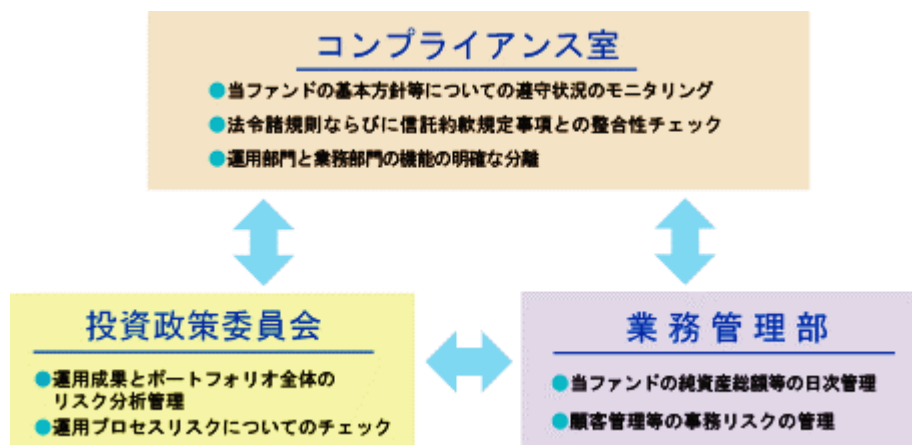 コンプライアンス室
●当ファンドの基本方針等についての遵守状況のモニタリング
●法令諸規則ならびに信託約款規定事項との整合性チェック
●運用部門と業務部門の機能の明確な分離
投資政策委員会
●運用成果とポートフォリオ全体の
リスク分析管理
●運用プロセスリスクについてのチェック
業務管理部
●当ファンドの純資産総額等の日次管理
●顧客管理等の事務リスクの管理